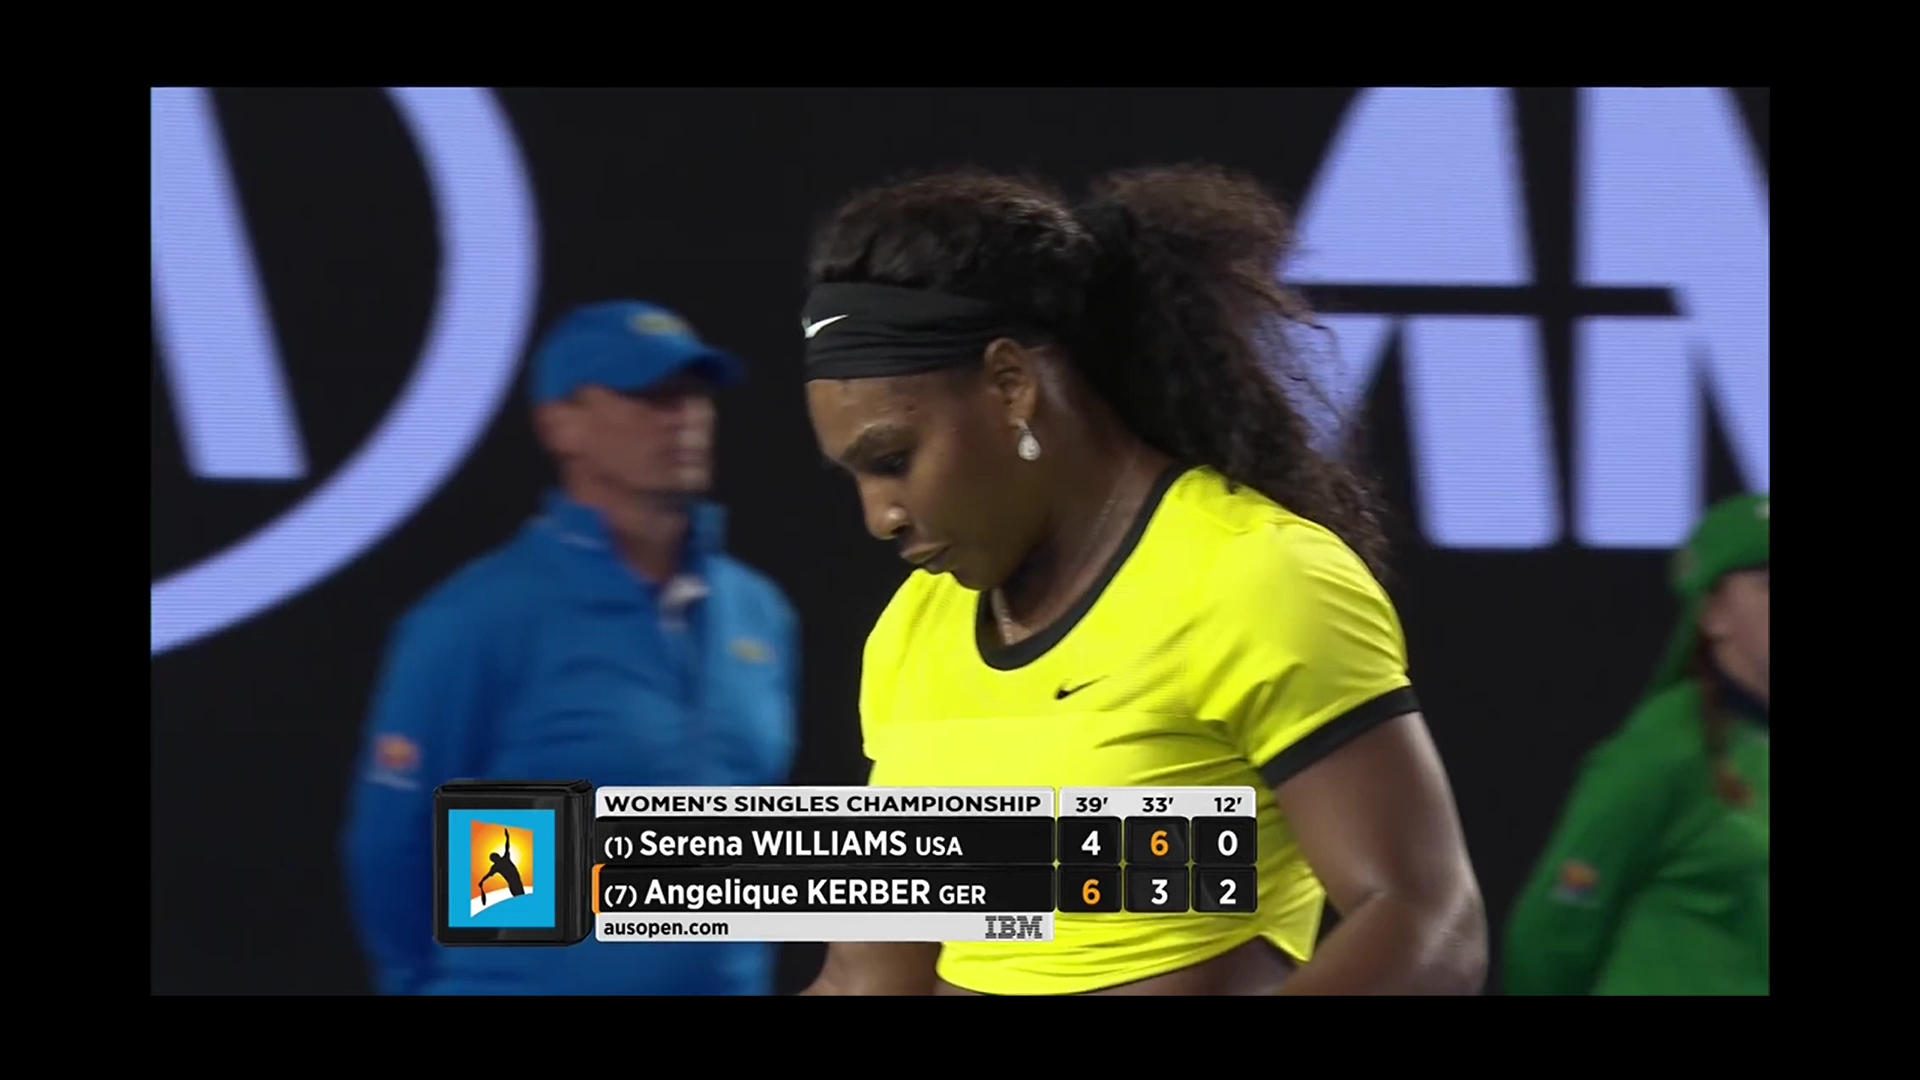 WOMEN'S SINGLES CHAMPIONSHIP 39' 33' 12'
(1) Serena WILLIAMS USA 4 6 0
(7) Angelique KERBER GER 6 3 2
ausopen.com IBM